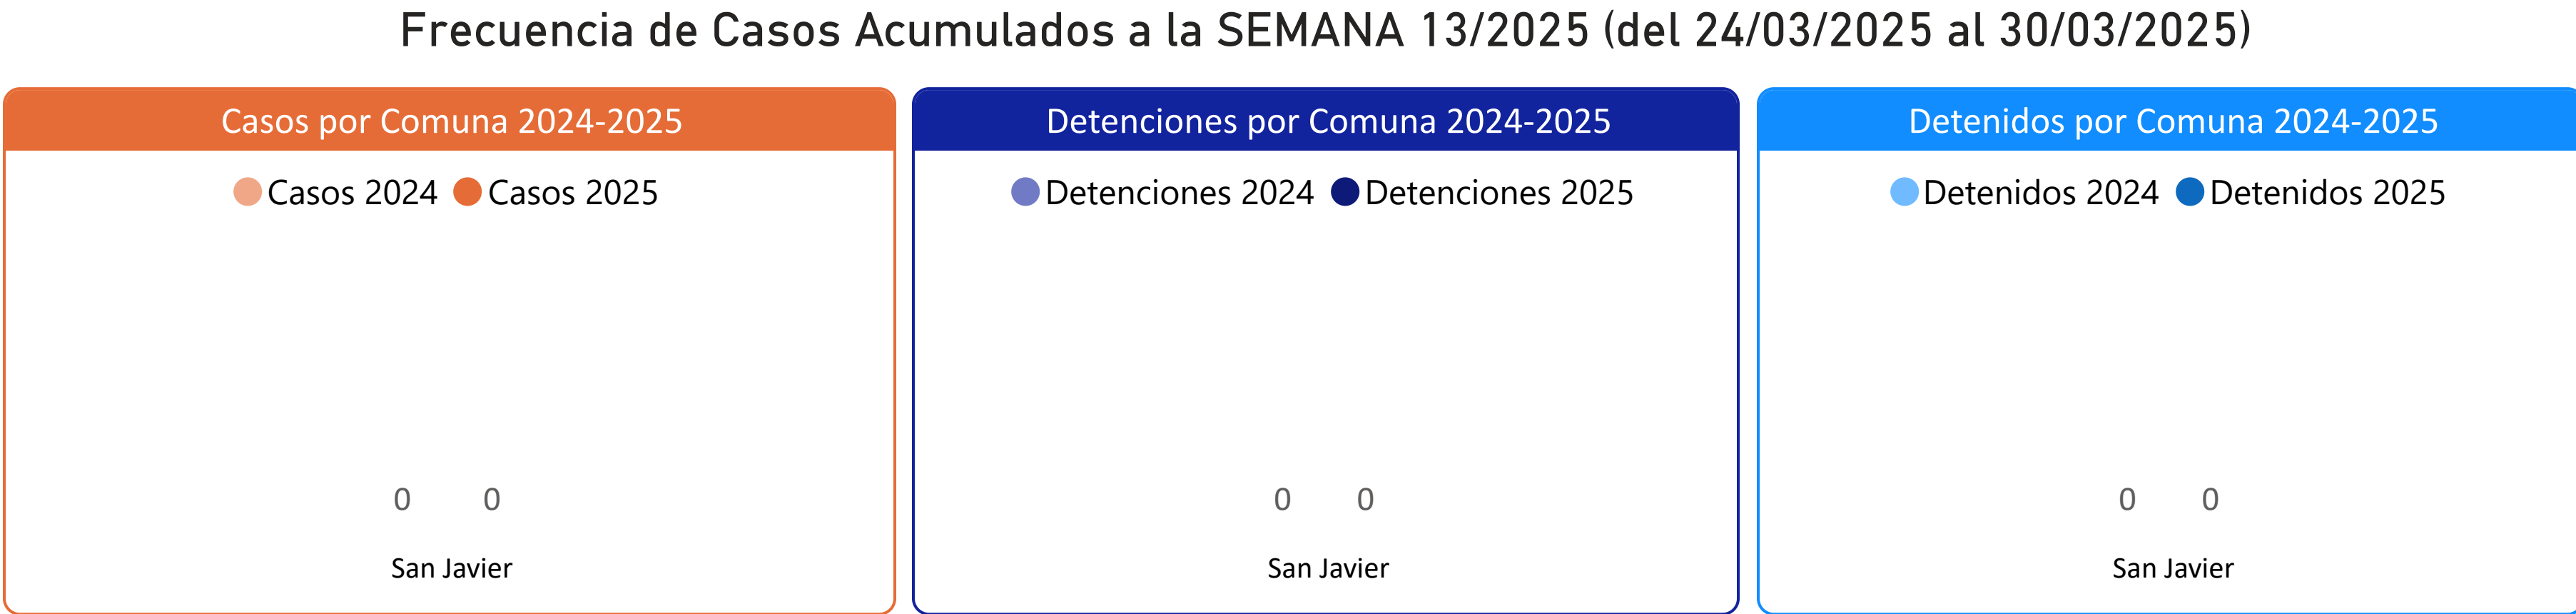 Frecuencia de Casos Acumulados a la SEMANA 13/2025 (del 24/03/2025 al 30/03/2025)
Casos por Comuna 2024-2025
Casos 2024 Casos 2025
0 0
San Javier
Detenciones por Comuna 2024-2025
Detenciones 2024 Detenciones 2025
0 0
San Javier
Detenidos por Comuna 2024-2025
Detenidos 2024 Detenidos 2025
0 0
San Javier